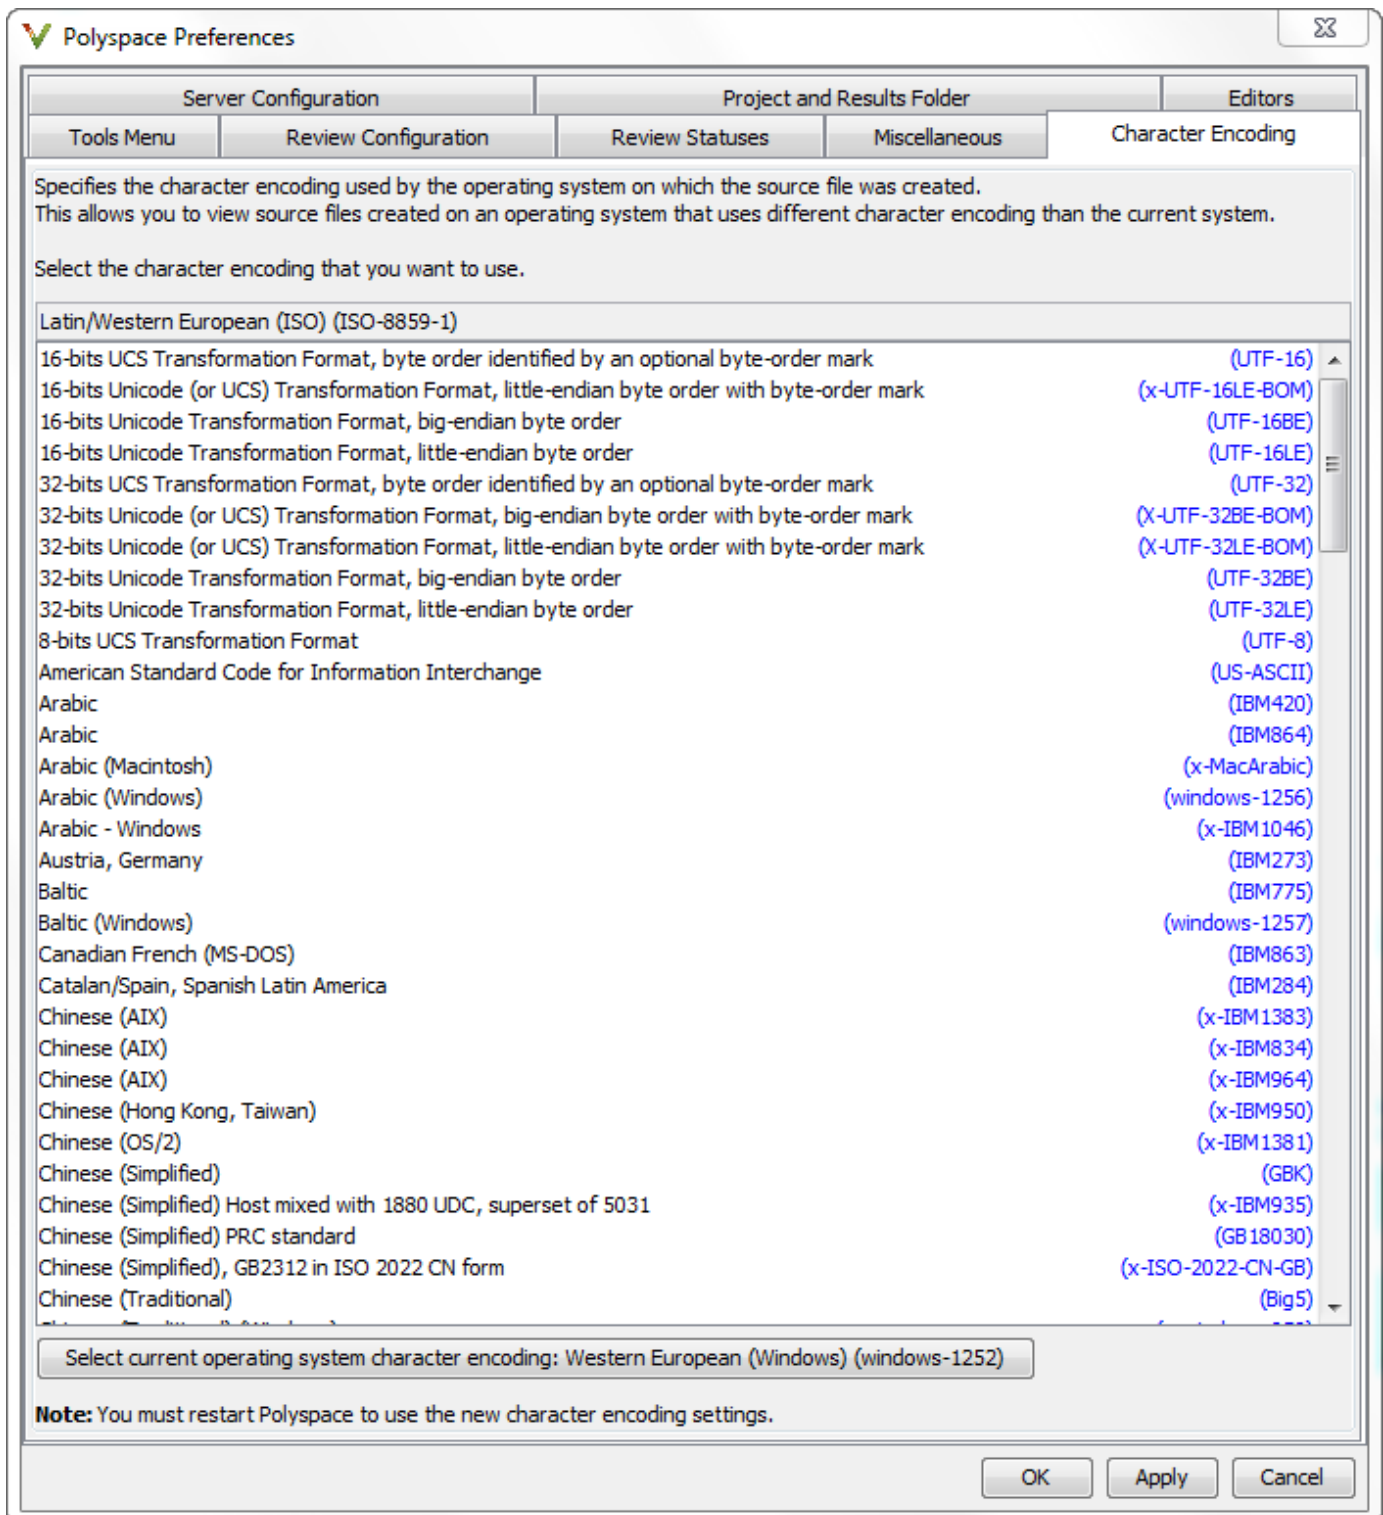 Polyspace Preferences
Server Configuration Project and Results Folder Editors
Tools Menu Review Configuration Review Statuses Miscellaneous Character Encoding
Specifies the character encoding used by the operating system on which the source file was created.
This allows you to view source files created on an operating system that uses different character encoding than the current system.
Select the character encoding that you want to use.
Latin/Western European (ISO) (ISO-8859-1)
16-bits UCS Transformation Format, byte order identified by an optional byte-order mark (UTF-16)
16-bits Unicode (or UCS) Transformation Format, little-endian byte order with byte-order mark (x-UTF-16LE-BOM)
16-bits Unicode Transformation Format, big-endian byte order (UTF-16BE)
16-bits Unicode Transformation Format, little-endian byte order (UTF-16LE)
32-bits UCS Transformation Format, byte order identified by an optional byte-order mark (UTF-32)
32-bits Unicode (or UCS) Transformation Format, big-endian byte order with byte-order mark (X-UTF-32BE-BOM)
32-bits Unicode (or UCS) Transformation Format, little-endian byte order with byte-order mark (X-UTF-32LE-BOM)
32-bits Unicode Transformation Format, big-endian byte order (UTF-32BE)
32-bits Unicode Transformation Format, little-endian byte order (UTF-32LE)
8-bits UCS Transformation Format (UTF-8)
American Standard Code for Information Interchange (US-ASCII)
Arabic (IBM420)
Arabic (IBM864)
Arabic (Macintosh) (x-MacArabic)
Arabic (Windows) (windows-1256)
Arabic - Windows (x-IBM1046)
Austria, Germany (IBM273)
Baltic (IBM775)
Baltic (Windows) (windows-1257)
Canadian French (MS-DOS) (IBM863)
Catalan/Spain, Spanish Latin America (IBM284)
Chinese (AIX) (x-IBM1383)
Chinese (AIX) (x-IBM834)
Chinese (AIX) (x-IBM964)
Chinese (Hong Kong, Taiwan) (x-IBM950)
Chinese (OS/2) (x-IBM1381)
Chinese (Simplified) (GBK)
Chinese (Simplified) Host mixed with 1880 UDC, superset of 5031 (x-IBM935)
Chinese (Simplified) PRC standard (GB18030)
Chinese (Simplified), GB2312 in ISO 2022 CN form (x-ISO-2022-CN-GB)
Chinese (Traditional) (Big5)
Select current operating system character encoding: Western European (Windows) (windows-1252)
Note: You must restart Polyspace to use the new character encoding settings.
OK Apply Cancel